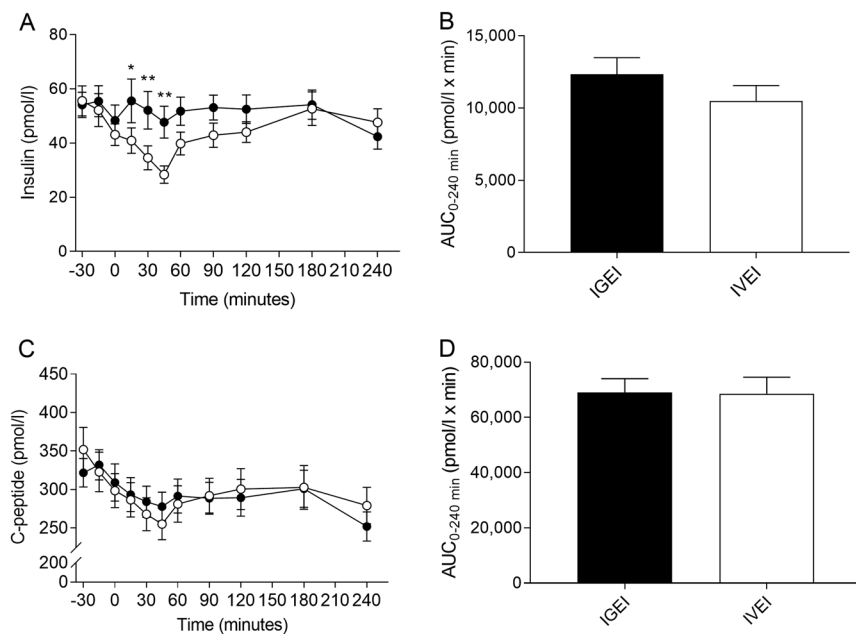 A
Insulin (pmol/l)
80
60
40
20
0
*
**
**
-30 0 30 60 90 120 150 180 210 240
Time (minutes)
B
AUC0-240 min (pmol/l x min)
15,000
10,000
5,000
0
IGEI
IVEI
C
C-peptide (pmol/l)
450
400
350
300
250
200
0
-30 0 30 60 90 120 150 180 210 240
Time (minutes)
D
AUC0-240 min (pmol/l x min)
80,000
60,000
40,000
20,000
0
IGEI
IVEI